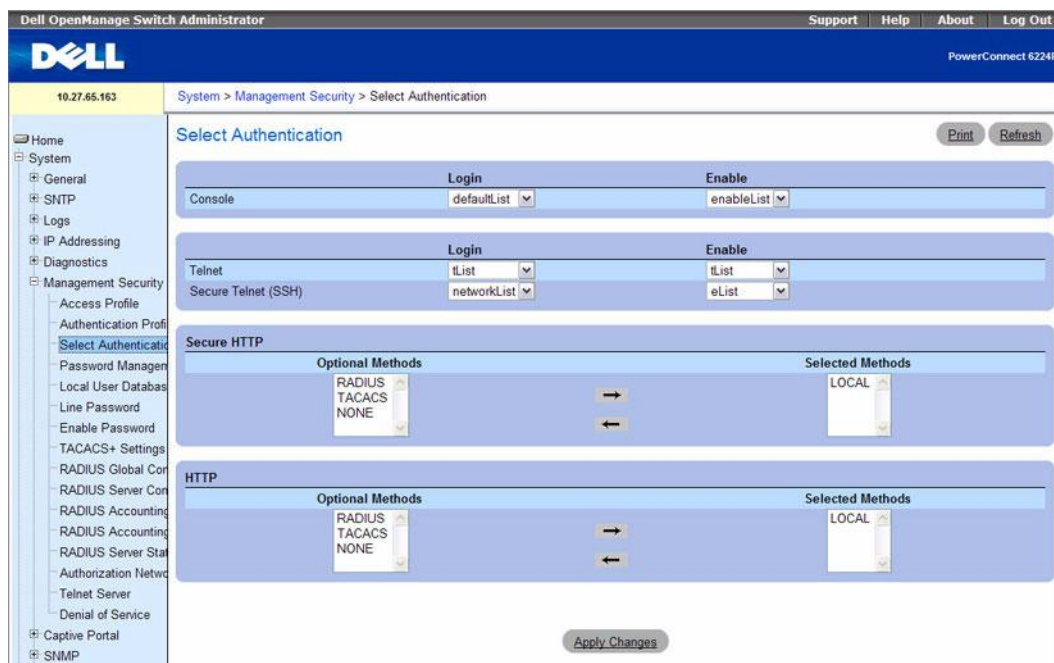 Dell OpenManage Switch Administrator
Support Help About Log Out
DELL
PowerConnect 6224
10.27.65.163
System > Management Security > Select Authentication
Home
System
General
SNTP
Logs
IP Addressing
Diagnostics
Management Security
Access Profile
Authentication Profi
Select Authenticatio
Password Managem
Local User Databas
Line Password
Enable Password
TACACS+ Settings
RADIUS Global Con
RADIUS Server Con
RADIUS Accounting
RADIUS Accounting
RADIUS Server Stat
Authorization Netwo
Telnet Server
Denial of Service
Captive Portal
SNMP
Select Authentication
Print Refresh
Login Enable
Console defaultList enableList
Login Enable
Telnet tList tList
Secure Telnet (SSH) networkList eList
Secure HTTP
Optional Methods Selected Methods
RADIUS LOCAL
TACACS
NONE
HTTP
Optional Methods Selected Methods
RADIUS LOCAL
TACACS
NONE
Apply Changes